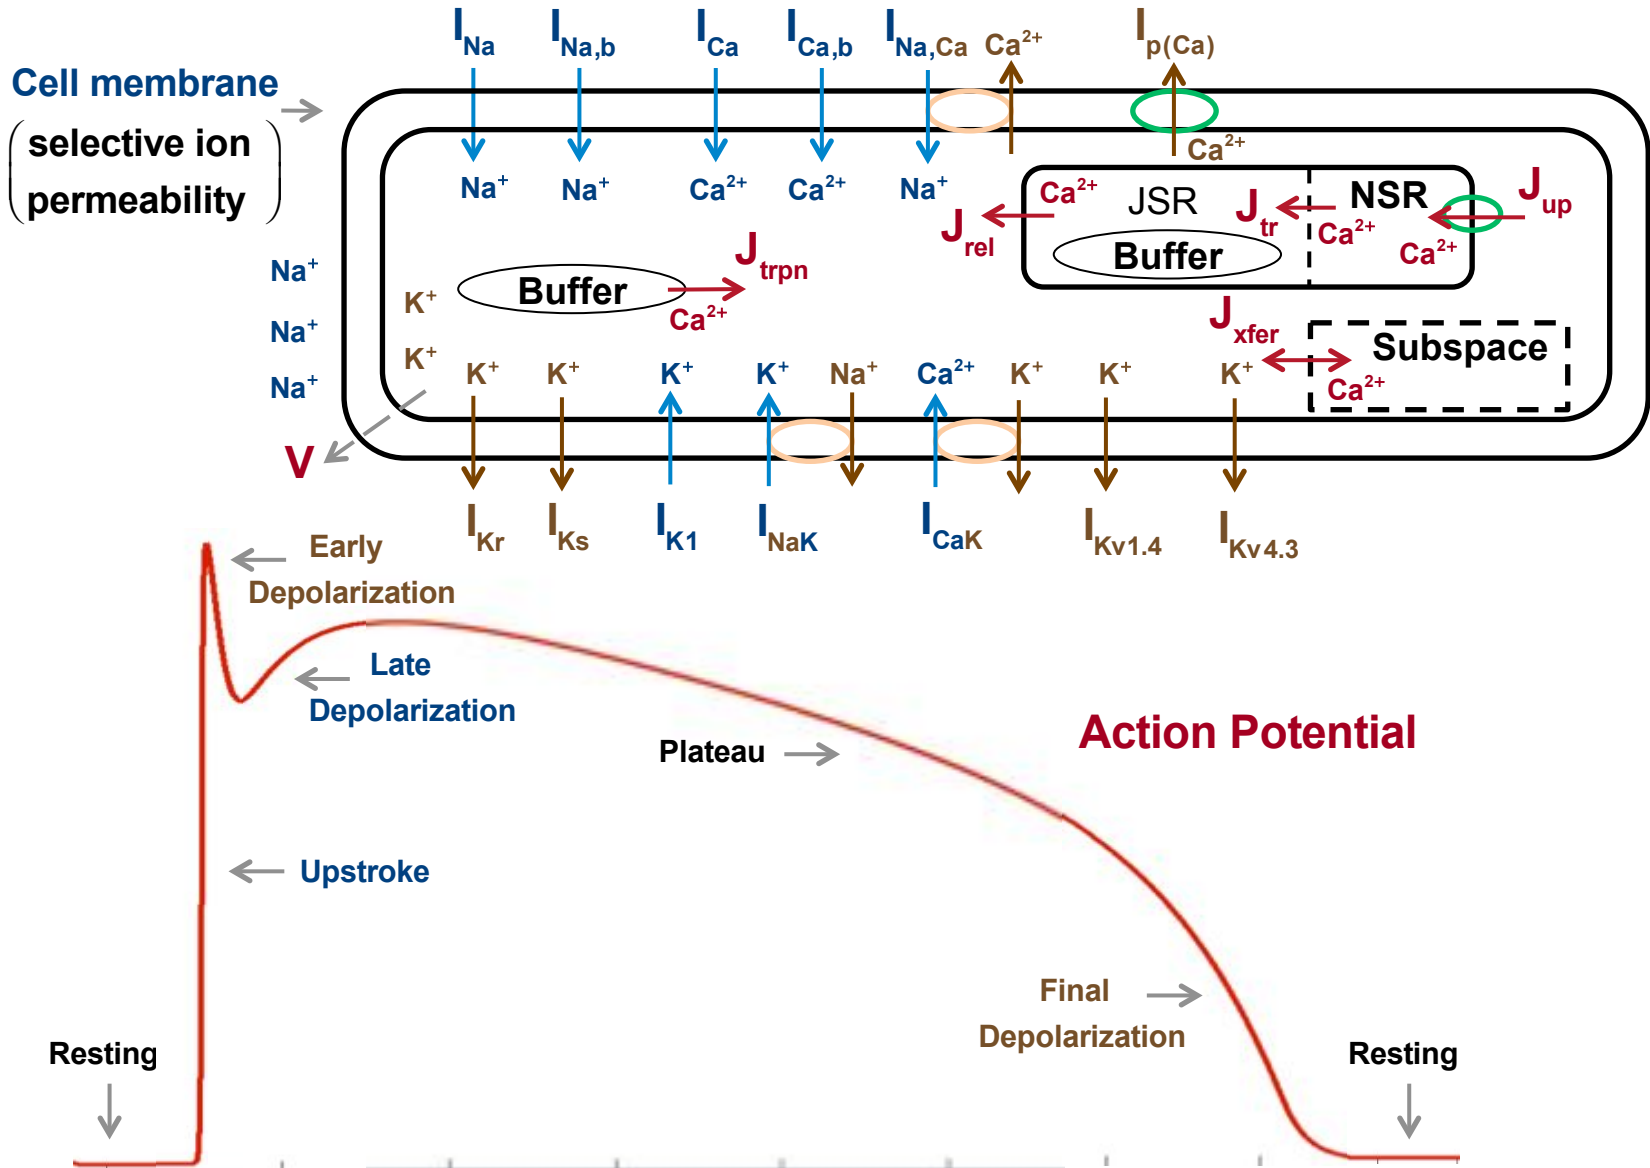 I_Na I_Na,b I_Ca I_Ca,b I_Na,Ca Ca²⁺ I_p(Ca)
Cell membrane
(selective ion
permeability)
Ca²⁺
Na⁺ Na⁺ Ca²⁺ Ca²⁺ Na⁺
Ca²⁺ JSR NSR J_up
J_rel J_tr Ca²⁺ Ca²⁺
Buffer
J_trpn
Na⁺
Buffer
K⁺
Ca²⁺
Na⁺
J_xfer
Subspace
K⁺
Na⁺
K⁺ K⁺ K⁺ K⁺ Na⁺ Ca²⁺ K⁺ K⁺ K⁺ Ca²⁺
V
I_Kr I_Ks I_K1 I_NaK I_CaK I_Kv1.4 I_Kv4.3
Early
Depolarization
Late
Depolarization
Action Potential
Plateau
Upstroke
Final
Depolarization
Resting
Resting